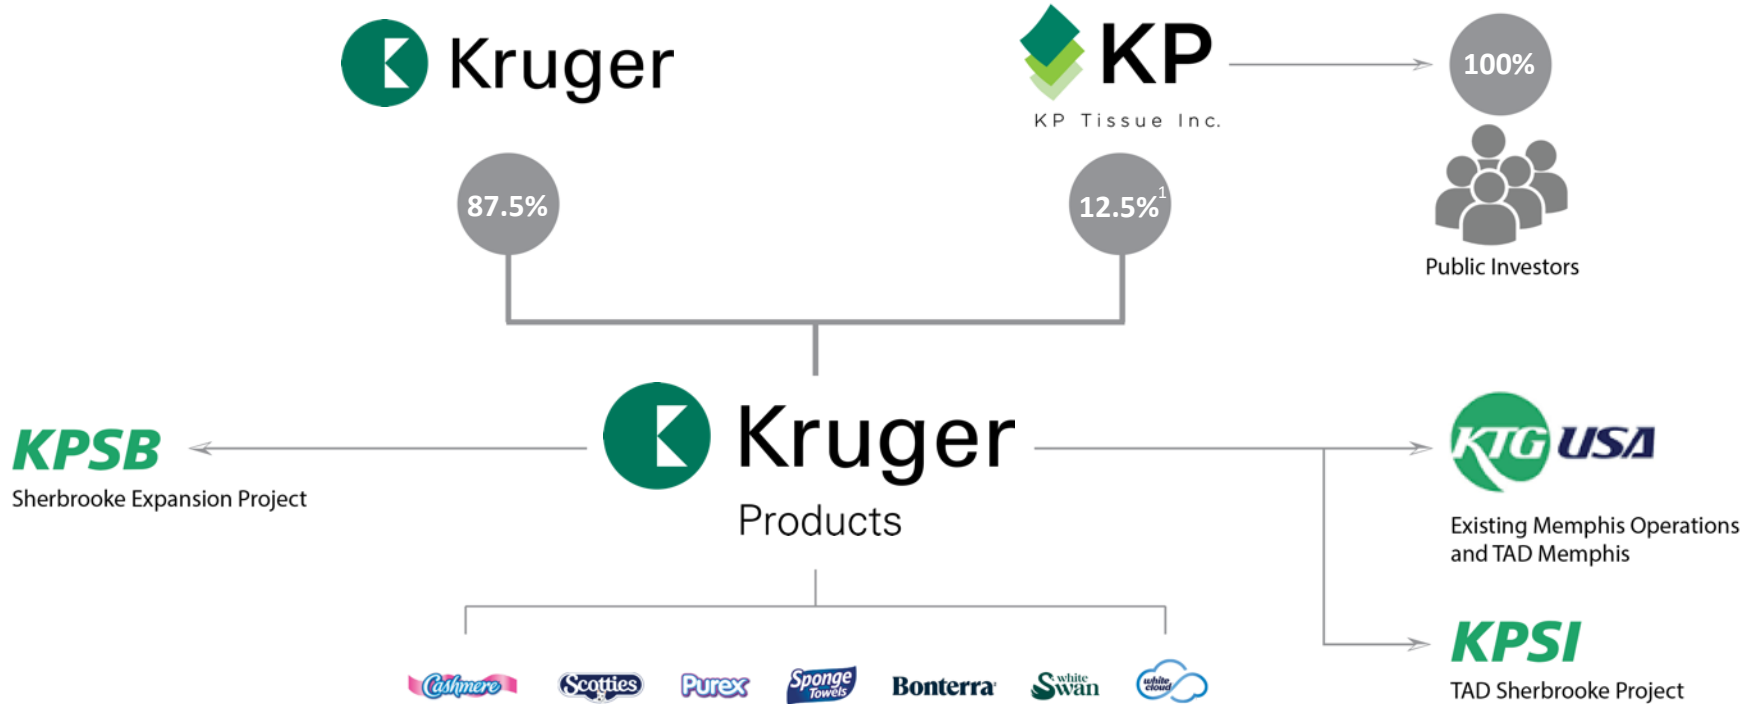 Kruger
KP
KP Tissue Inc.
100%
87.5%
12.5%1
Public Investors
KPSB
Sherbrooke Expansion Project
Kruger
Products
KTG USA
Existing Memphis Operations
and TAD Memphis
KPSI
TAD Sherbrooke Project
Cashmere
Scotties
Purex
Sponge
Towels
Bonterra
white
Swan
white
cloud